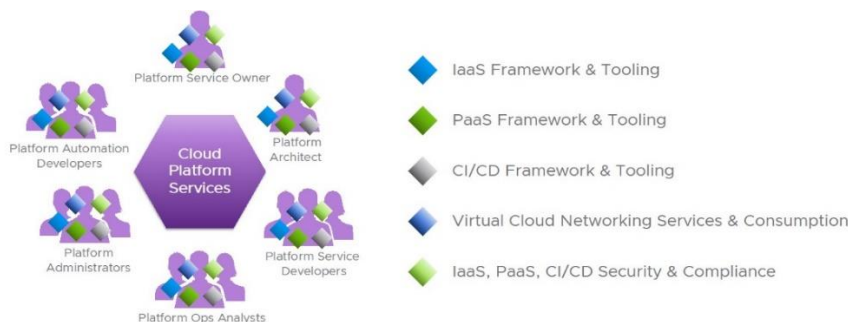 Platform Service Owner
Platform Automation
Developers
Cloud
Platform
Services
Platform
Architect
Platform
Administrators
Platform Service
Developers
Platform Ops Analysts
IaaS Framework & Tooling
PaaS Framework & Tooling
CI/CD Framework & Tooling
Virtual Cloud Networking Services & Consumption
IaaS, PaaS, CI/CD Security & Compliance